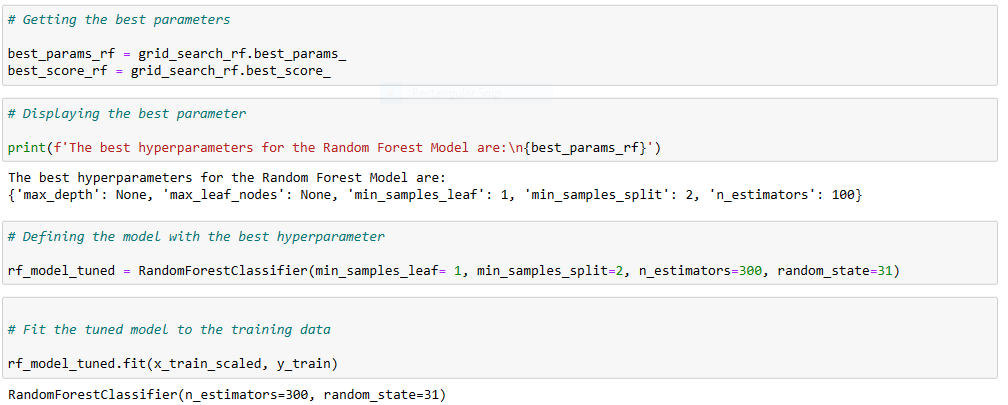 # Getting the best parameters
best_params_rf = grid_search_rf.best_params_
best_score_rf = grid_search_rf.best_score_
# Displaying the best parameter
print(f'The best hyperparameters for the Random Forest Model are:\n{best_params_rf}')
The best hyperparameters for the Random Forest Model are:
{'max_depth': None, 'max_leaf_nodes': None, 'min_samples_leaf': 1, 'min_samples_split': 2, 'n_estimators': 100}
# Defining the model with the best hyperparameter
rf_model_tuned = RandomForestClassifier(min_samples_leaf= 1, min_samples_split=2, n_estimators=300, random_state=31)
# Fit the tuned model to the training data
rf_model_tuned.fit(x_train_scaled, y_train)
RandomForestClassifier(n_estimators=300, random_state=31)